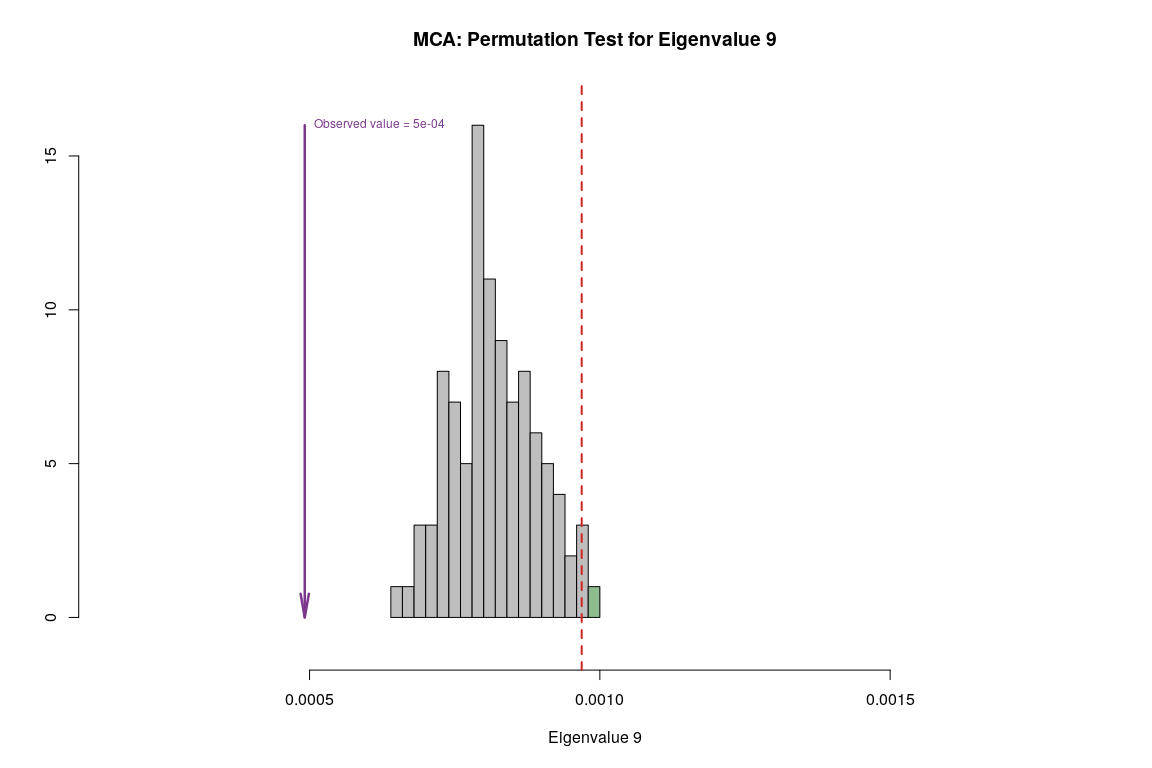 MCA: Permutation Test for Eigenvalue 9
Observed value = 5e-04
15
10
5
0
0.0005 0.0010 0.0015
Eigenvalue 9